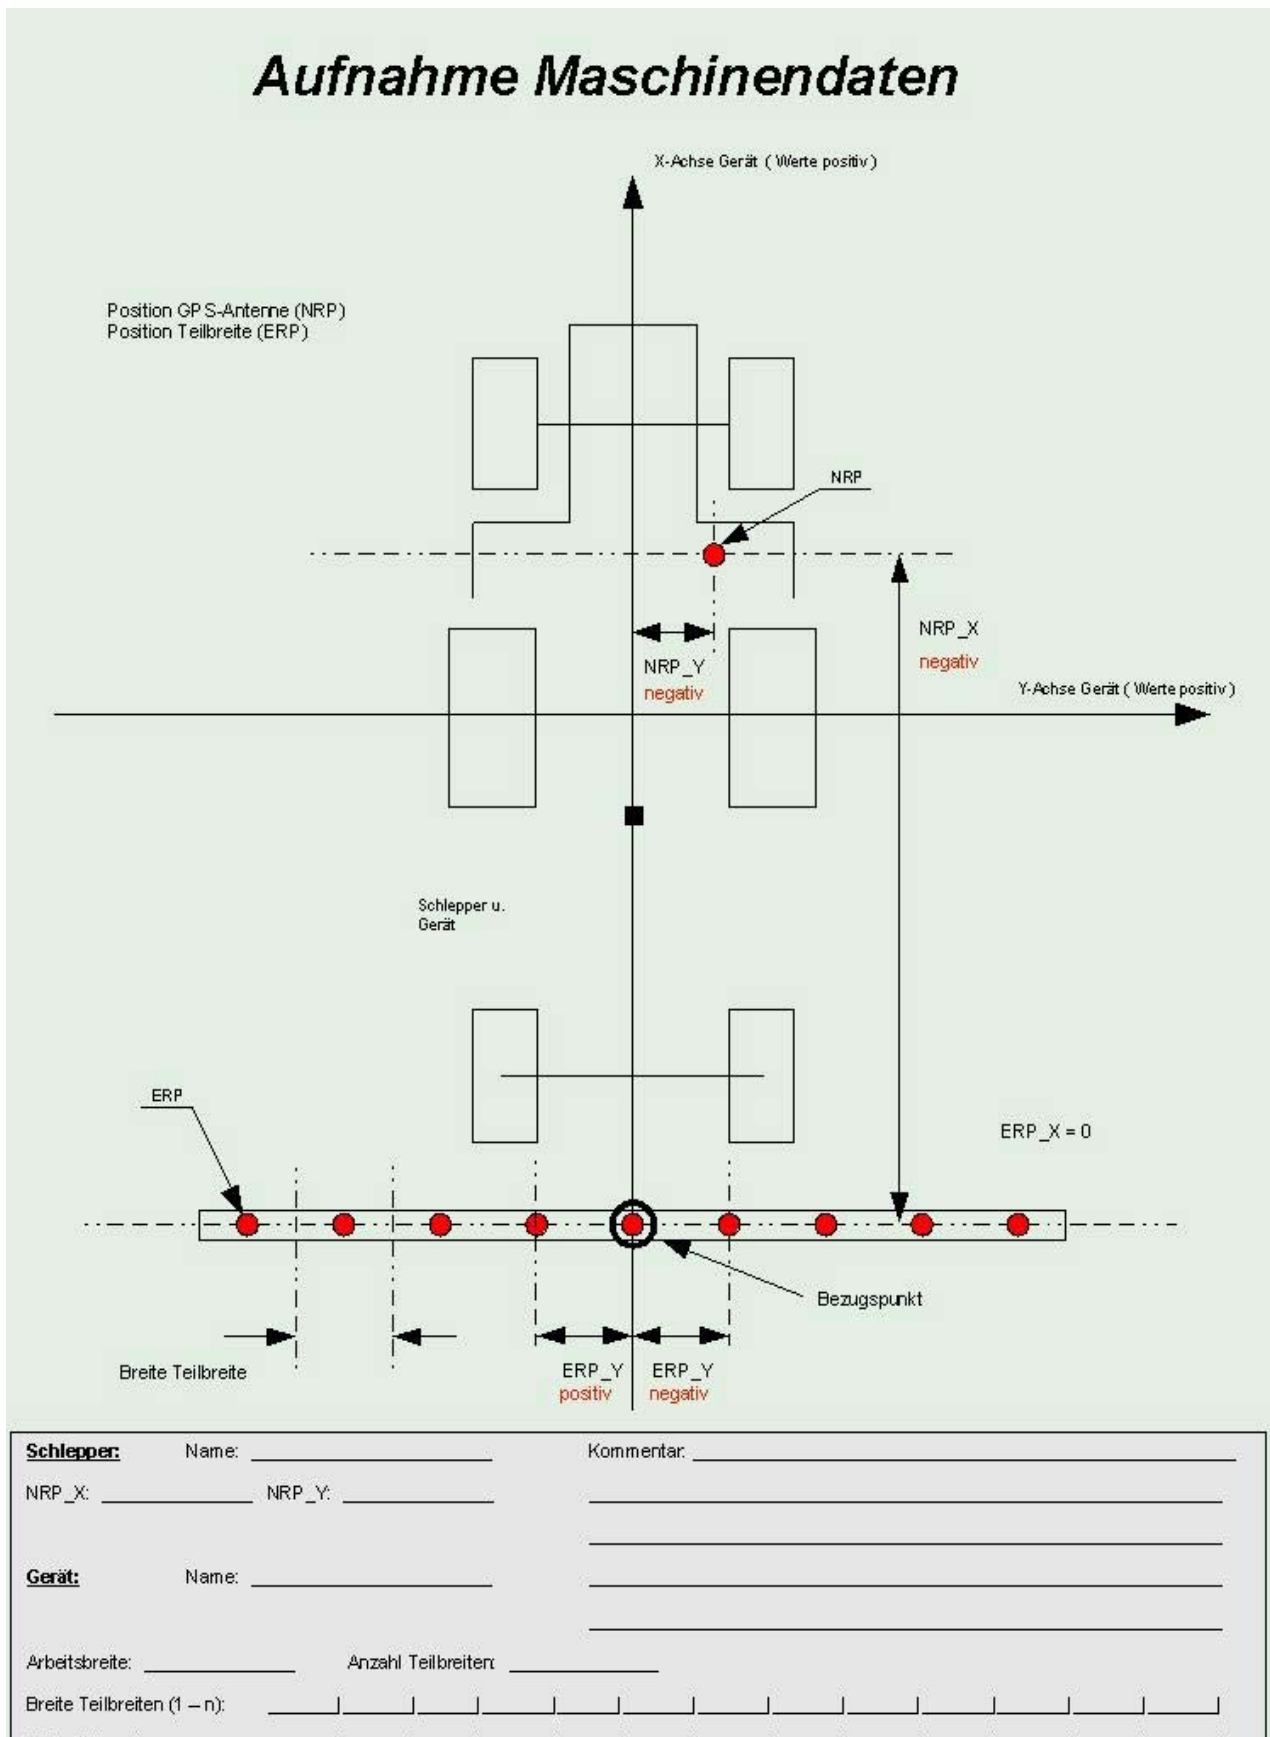 Aufnahme Maschinendaten
X-Achse Gerät ( Werte positiv )
Position GPS-Antenne (NRP)
Position Teilbreite (ERP)
NRP
NRP_X
negativ
NRP_Y
negativ
Y-Achse Gerät ( Werte positiv )
Schlepper u.
Gerät
ERP
ERP_X = 0
Bezugspunkt
Breite Teilbreite
ERP_Y
positiv
ERP_Y
negativ
Schlepper: Name: Kommentar:
NRP_X: NRP_Y:
Gerät: Name:
Arbeitsbreite: Anzahl Teilbreiten:
Breite Teilbreiten (1 – n):